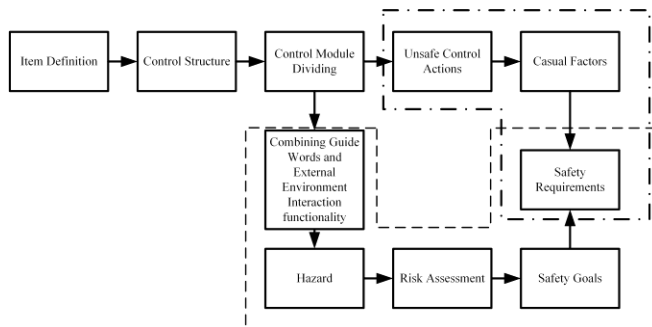 Item Definition
Control Structure
Control Module
Dividing
Unsafe Control
Actions
Casual Factors
Combining Guide
Words and
External
Environment
Interaction
functionality
Safety
Requirements
Hazard
Risk Assessment
Safety Goals